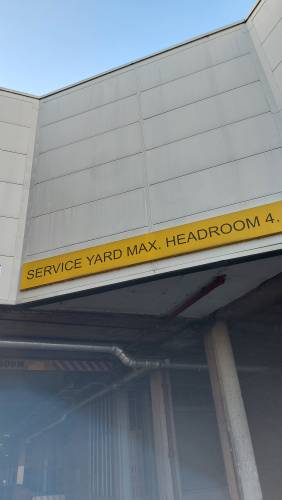 SERVICE YARD MAX. HEADROOM 4.